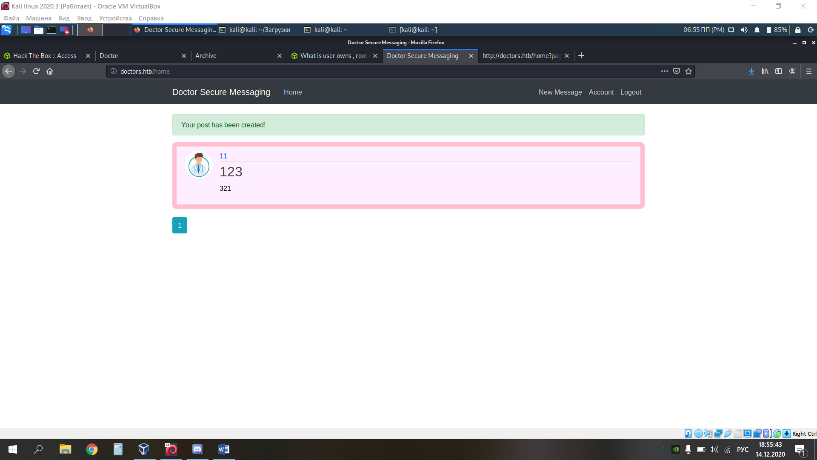 Kali linux 2020.3 [Работает] - Oracle VM VirtualBox
Файл Машина Вид Ввод Устройства Справка
Doctor Secure Messagin... kali@kali: ~/Загрузки kali@kali: ~ [kali@kali: ~] 06:55 ПП (PM) 85%
Doctor Secure Messaging - Mozilla Firefox
Hack The Box :: Access Doctor Archive What is user owns , root Doctor Secure Messaging http://doctors.htb/home?pag
doctors.htb/home
Doctor Secure Messaging Home New Message Account Logout
Your post has been created!
11
123
321
1
Right Ctrl
РУС 18:55:43
14.12.2020